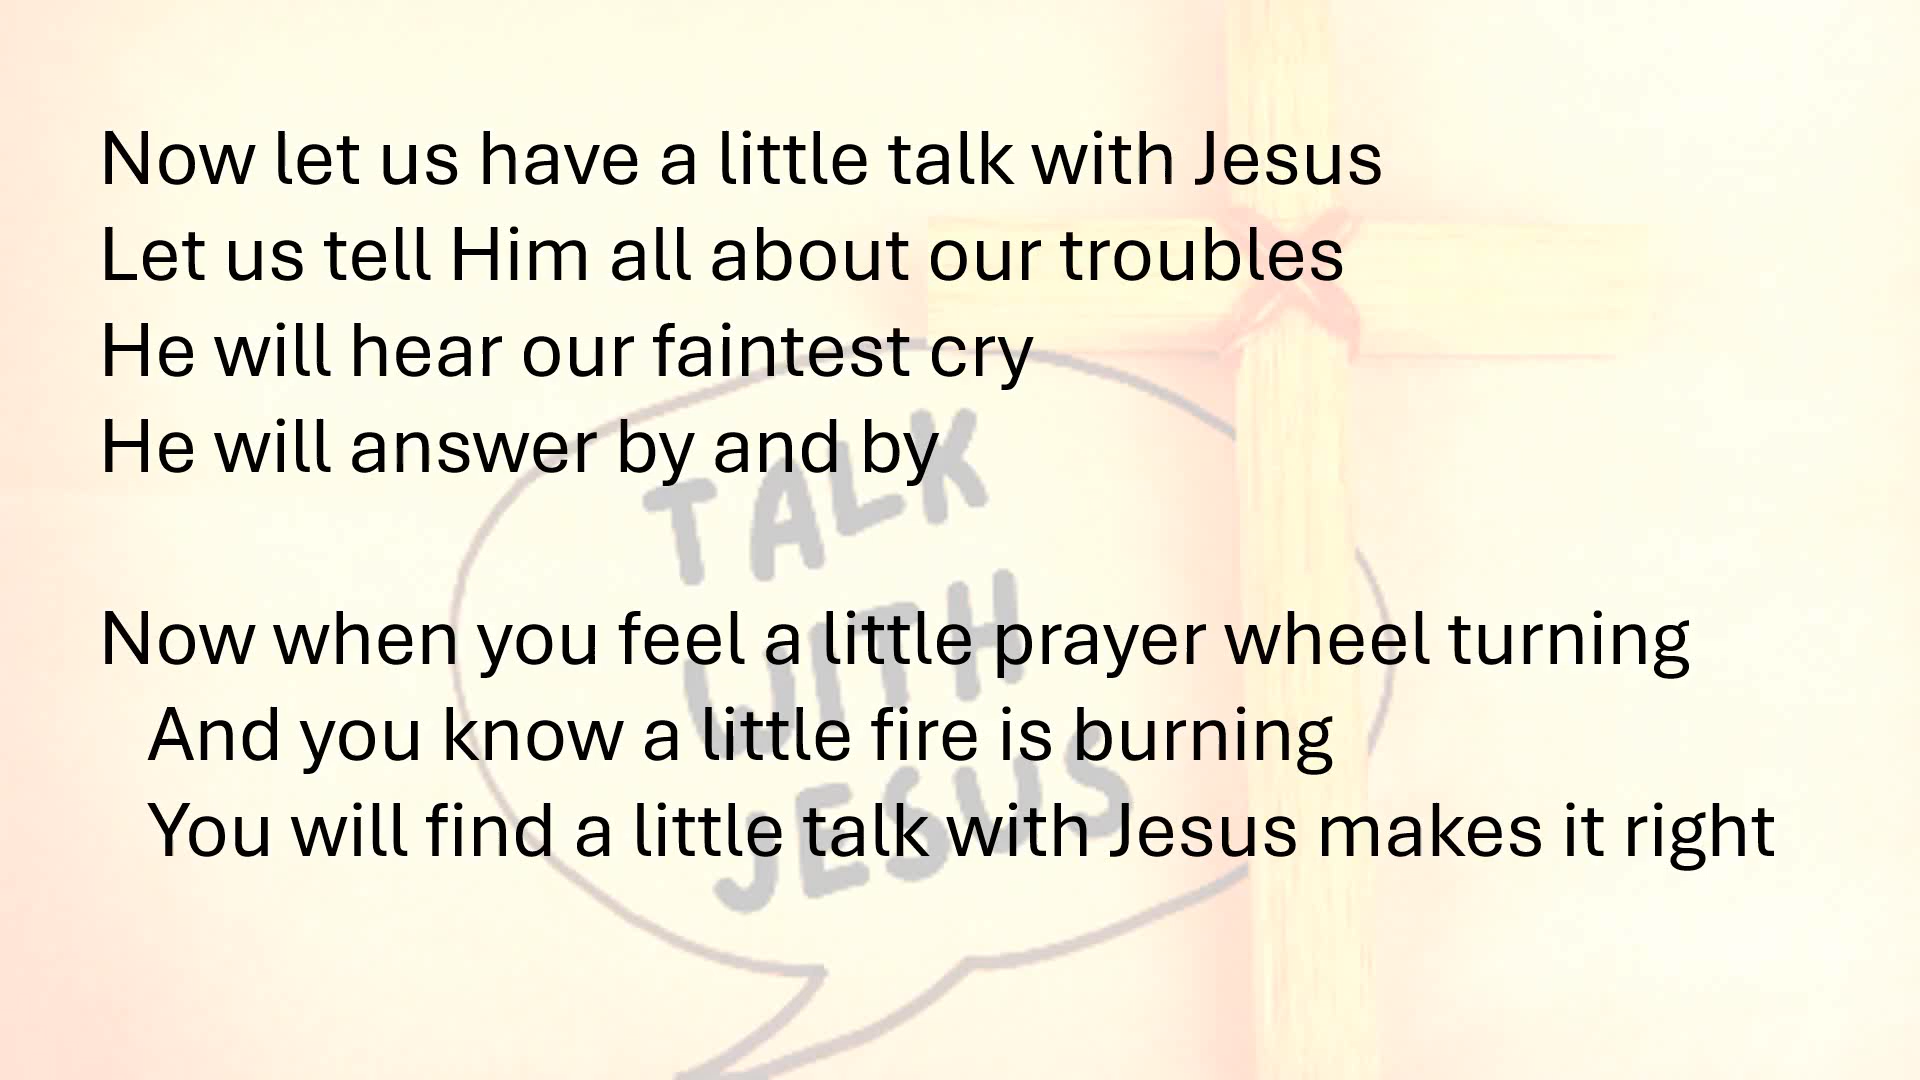 Now let us have a little talk with Jesus
Let us tell Him all about our troubles
He will hear our faintest cry
He will answer by and by
Now when you feel a little prayer wheel turning
And you know a little fire is burning
You will find a little talk with Jesus makes it right
TALK
WITH
JESUS